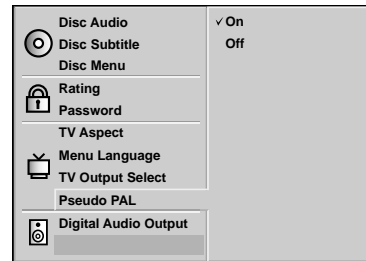 Disc Audio
Disc Subtitle
Disc Menu
Rating
Password
TV Aspect
Menu Language
TV Output Select
Pseudo PAL
Digital Audio Output
✓ On
Off